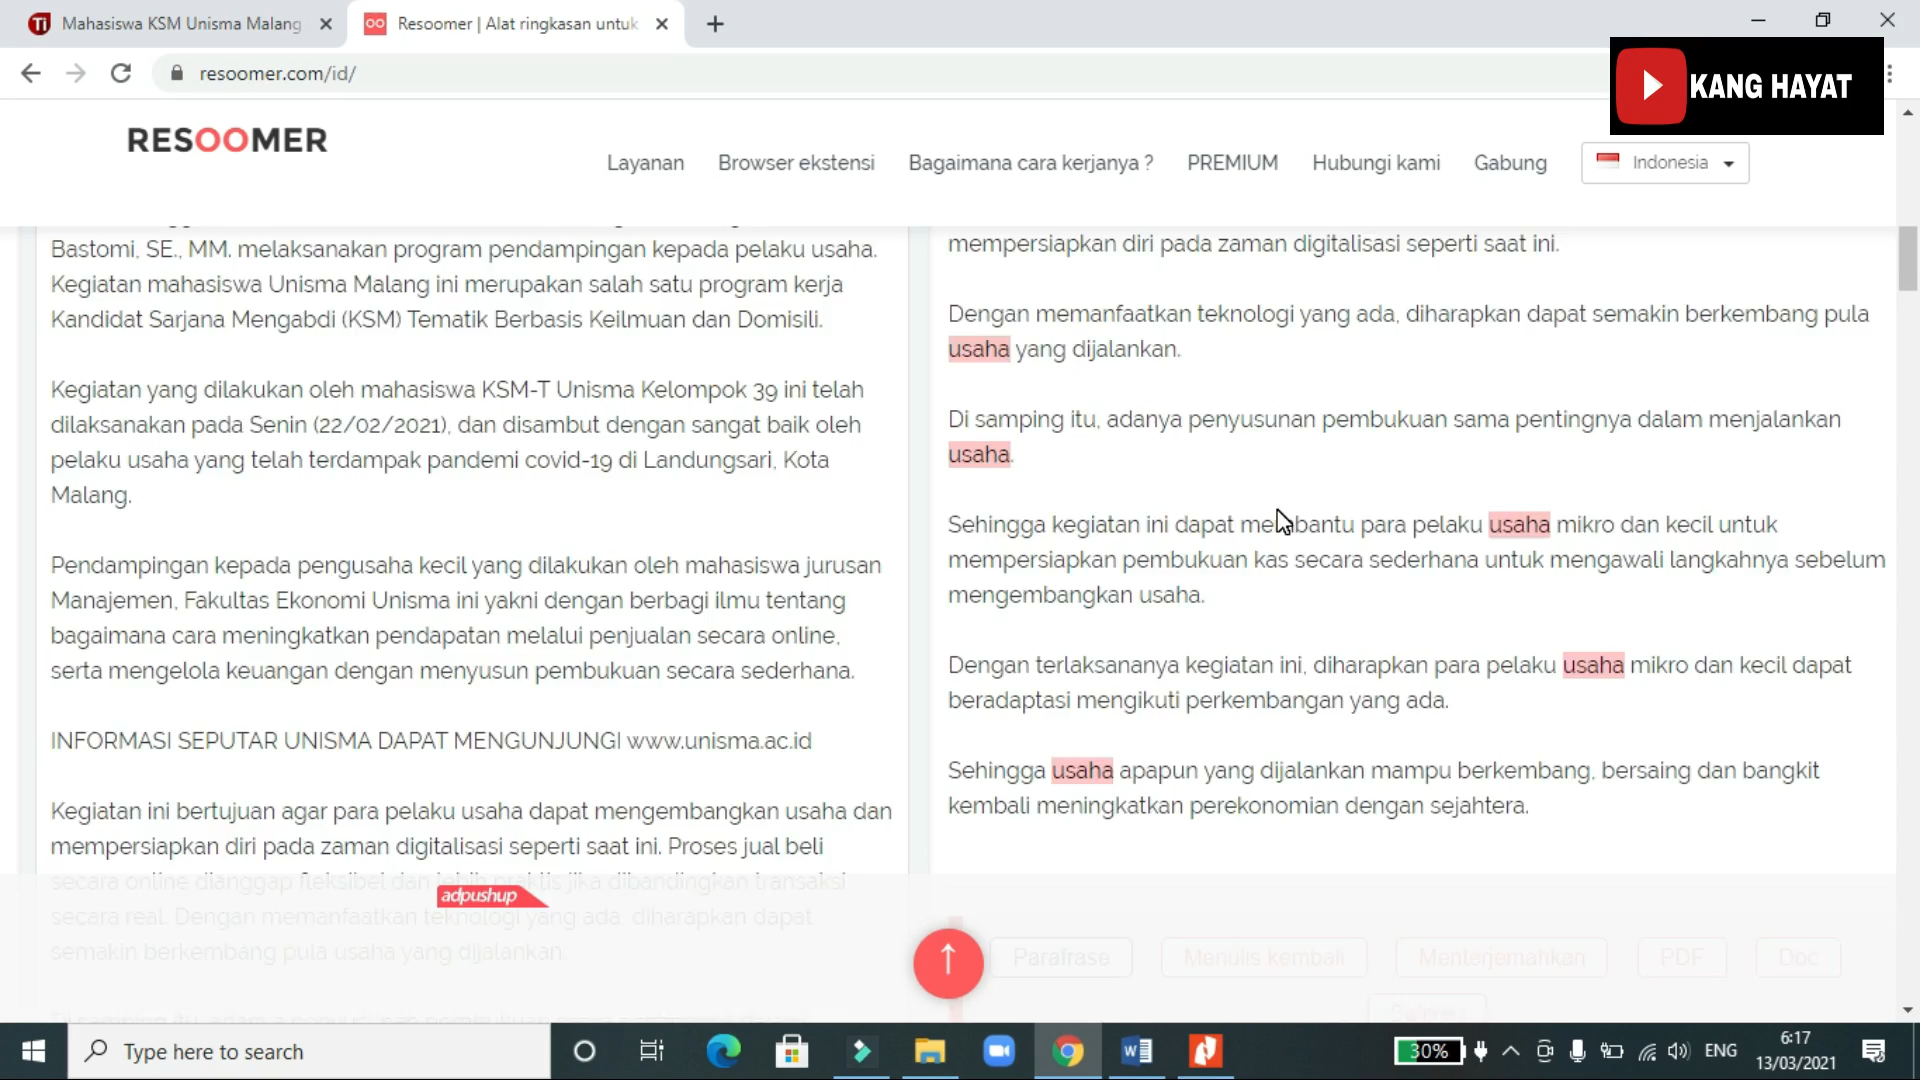 Mahasiswa KSM Unisma Malang
Resoomer | Alat ringkasan untuk
resoomer.com/id/
KANG HAYAT
RESOOMER
Layanan
Browser ekstensi
Bagaimana cara kerjanya ?
PREMIUM
Hubungi kami
Gabung
Indonesia
Bastomi, SE., MM. melaksanakan program pendampingan kepada pelaku usaha.
Kegiatan mahasiswa Unisma Malang ini merupakan salah satu program kerja
Kandidat Sarjana Mengabdi (KSM) Tematik Berbasis Keilmuan dan Domisili.
Kegiatan yang dilakukan oleh mahasiswa KSM-T Unisma Kelompok 39 ini telah
dilaksanakan pada Senin (22/02/2021), dan disambut dengan sangat baik oleh
pelaku usaha yang telah terdampak pandemi covid-19 di Landungsari, Kota
Malang.
Pendampingan kepada pengusaha kecil yang dilakukan oleh mahasiswa jurusan
Manajemen, Fakultas Ekonomi Unisma ini yakni dengan berbagi ilmu tentang
bagaimana cara meningkatkan pendapatan melalui penjualan secara online,
serta mengelola keuangan dengan menyusun pembukuan secara sederhana.
INFORMASI SEPUTAR UNISMA DAPAT MENGUNJUNGI www.unisma.ac.id
Kegiatan ini bertujuan agar para pelaku usaha dapat mengembangkan usaha dan
mempersiapkan diri pada zaman digitalisasi seperti saat ini. Proses jual beli
secara online dianggap fleksibel dan lebih praktis jika dibandingkan transaksi
secara real. Dengan memanfaatkan teknologi yang ada, diharapkan dapat
semakin berkembang pula usaha yang dijalankan.
adpushup
mempersiapkan diri pada zaman digitalisasi seperti saat ini.
Dengan memanfaatkan teknologi yang ada, diharapkan dapat semakin berkembang pula
usaha yang dijalankan.
Di samping itu, adanya penyusunan pembukuan sama pentingnya dalam menjalankan
usaha.
Sehingga kegiatan ini dapat membantu para pelaku usaha mikro dan kecil untuk
mempersiapkan pembukuan kas secara sederhana untuk mengawali langkahnya sebelum
mengembangkan usaha.
Dengan terlaksananya kegiatan ini, diharapkan para pelaku usaha mikro dan kecil dapat
beradaptasi mengikuti perkembangan yang ada.
Sehingga usaha apapun yang dijalankan mampu berkembang, bersaing dan bangkit
kembali meningkatkan perekonomian dengan sejahtera.
Parafrase
Menulis kembali
Menterjemahkan
PDF
Doc
Type here to search
30%
ENG
6:17
13/03/2021